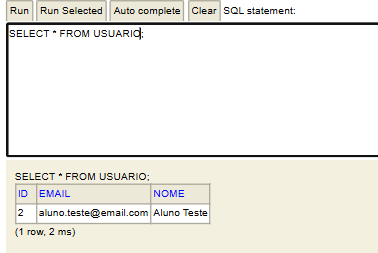 Run Run Selected Auto complete Clear SQL statement:
SELECT * FROM USUARIO;
SELECT * FROM USUARIO;
ID EMAIL NOME
2 aluno.teste@email.com Aluno Teste
(1 row, 2 ms)